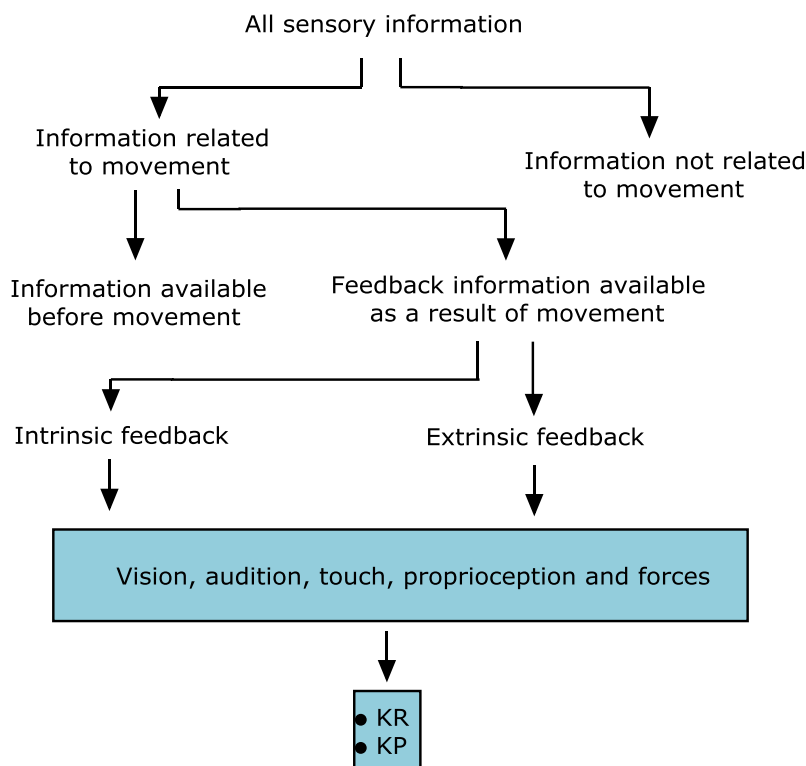 All sensory information
Information related
to movement
Information not related
to movement
Information available
before movement
Feedback information available
as a result of movement
Intrinsic feedback
Extrinsic feedback
Vision, audition, touch, proprioception and forces
• KR
• KP